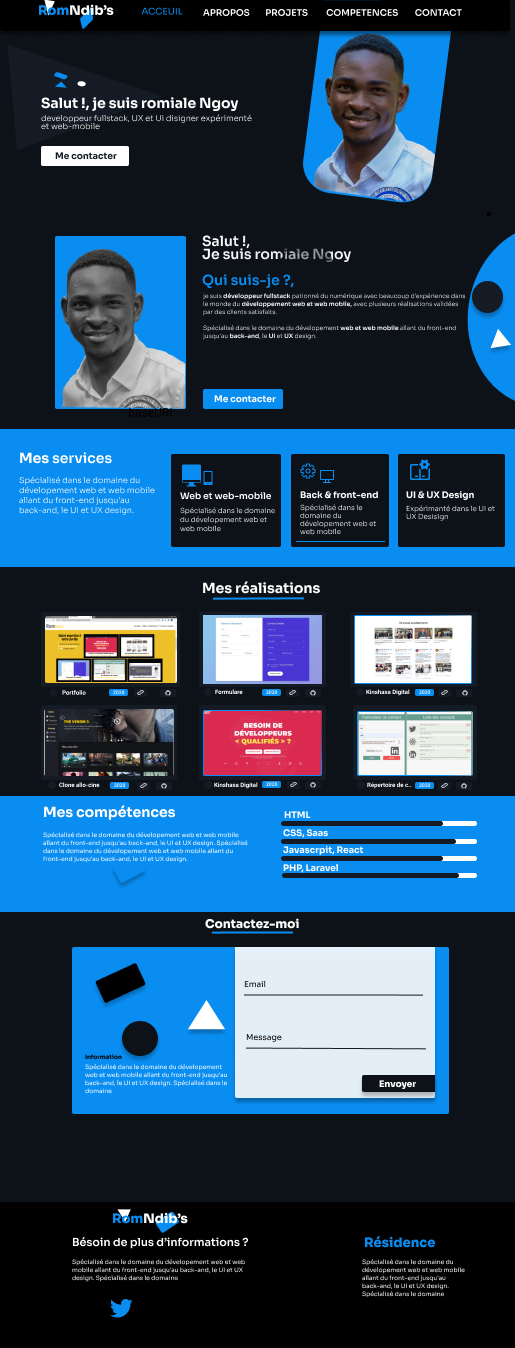 RomNdib's
ACCEUIL
APROPOS
PROJETS
COMPETENCES
CONTACT
Salut !, je suis romiale Ngoy
developeur fullstack, UX et Ui disigner expérimenté
et web-mobile
Me contacter
Salut !,
Je suis romiale Ngoy
Qui suis-je ?,
je suis développeur fullstack pationné du numérique avec beaucoup d'expérience dans
le monde du développement web et web mobile, avec plusieurs réalisations validées
par des clients satisfaits.
Spécialisé dans le domaine du dévelopement web et web mobile allant du front-end
jusqu'au back-and, le UI et UX design.
Me contacter
baseURI
Mes services
Spécialisé dans le domaine du
dévelopement web et web mobile
allant du front-end jusqu'au
back-and, le UI et UX design.
Web et web-mobile
Spécialisé dans le domaine
du dévelopement web et
web mobile
Back & front-end
Spécialisé dans le
domaine du
dévelopement web et
web mobile
UI & UX Design
Expérimanté dans le UI et
UX Desisign
Mes réalisations
Portfolio
2020
Formulare
2020
Kinshasa Digital
2020
THE VENOM 2
BESOIN DE
DÉVELOPPEURS
< QUALIFIÉS > ?
Clone allo-cine
2020
Kinshasa Digital
2020
Répertoire de c..
2020
Mes compétences
Spécialisé dans le domaine du dévelopement web et web mobile
allant du front-end jusqu'au back-and, le UI et UX design. Spécialisé
dans le domaine du dévelopement web et web mobile allant du
front-end jusqu'au back-and, le UI et UX design.
HTML
CSS, Saas
Javascrpit, React
PHP, Laravel
Contactez-moi
Information
Spécialisé dans le domaine du dévelopement
web et web mobile allant du front-end jusqu'au
back-and, le UI et UX design. Spécialisé dans le
domaine
Email
Message
Envoyer
RomNdib's
Bésoin de plus d'informations ?
Spécialisé dans le domaine du dévelopement web et web
mobile allant du front-end jusqu'au back-and, le UI et UX
design. Spécialisé dans le domaine
Résidence
Spécialisé dans le domaine du
dévelopement web et web mobile
allant du front-end jusqu'au
back-and, le UI et UX design.
Spécialisé dans le domaine